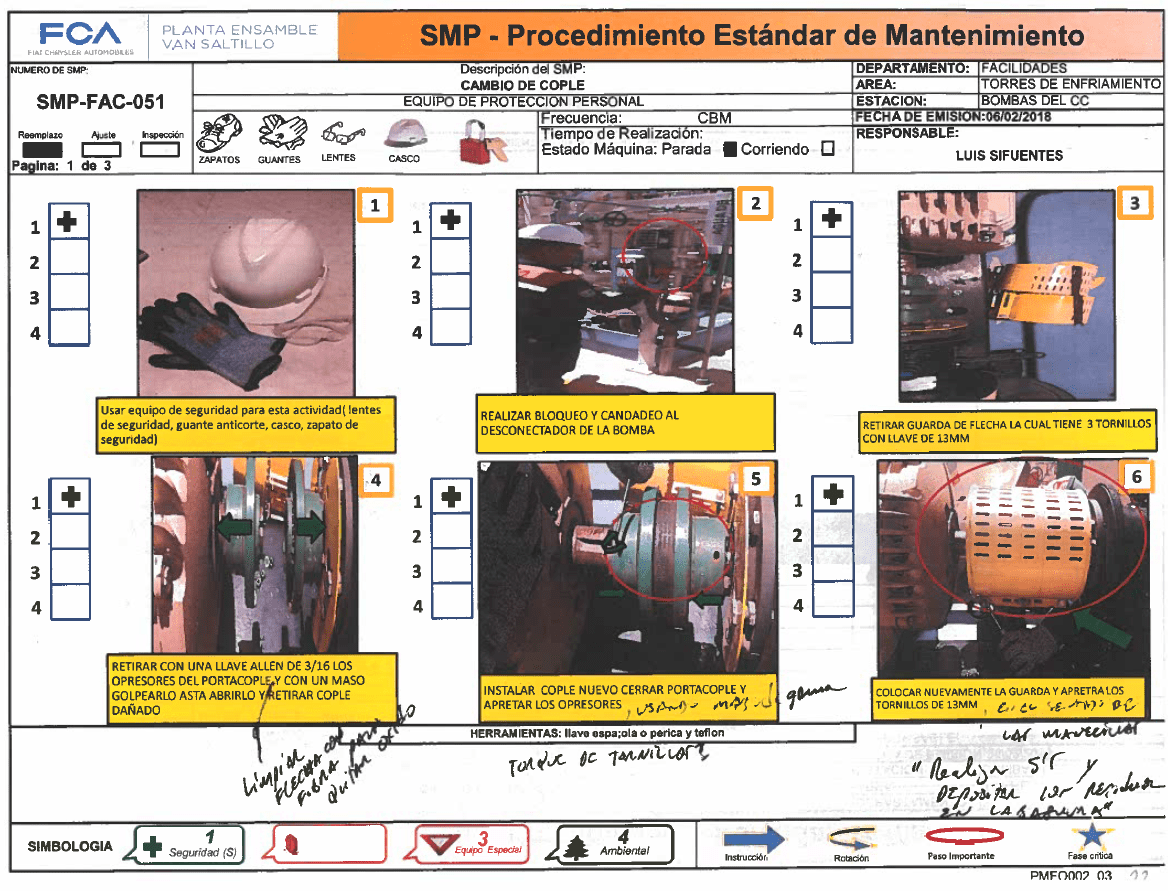 FCA
FIAT CHRYSLER AUTOMOBILES
PLANTA ENSAMBLE
VAN SALTILLO
SMP - Procedimiento Estándar de Mantenimiento
NUMERO DE SMP:
SMP-FAC-051
Reemplazo Ajuste Inspección
Pagina: 1 de 3
Descripción del SMP:
CAMBIO DE COPLE
EQUIPO DE PROTECCION PERSONAL
ZAPATOS GUANTES LENTES CASCO
Frecuencia: CBM
Tiempo de Realización:
Estado Máquina: Parada Corriendo
DEPARTAMENTO: FACILIDADES
AREA: TORRES DE ENFRIAMIENTO
ESTACION: BOMBAS DEL CC
FECHA DE EMISION:06/02/2018
RESPONSABLE:
LUIS SIFUENTES
1
1
2
3
4
Usar equipo de seguridad para esta actividad( lentes
de seguridad, guante anticorte, casco, zapato de
seguridad)
2
1
2
3
4
REALIZAR BLOQUEO Y CANDADEO AL
DESCONECTADOR DE LA BOMBA
3
1
2
3
4
RETIRAR GUARDA DE FLECHA LA CUAL TIENE 3 TORNILLOS
CON LLAVE DE 13MM
4
1
2
3
4
RETIRAR CON UNA LLAVE ALLEN DE 3/16 LOS
OPRESORES DEL PORTACOPLE Y CON UN MASO
GOLPEARLO ASTA ABRIRLO Y RETIRAR COPLE
DAÑADO
LIMPIAR
FLECHA CON
FIBRA PARA
QUITAR OXIDO
5
1
2
3
4
INSTALAR COPLE NUEVO CERRAR PORTACOPLE Y
APRETAR LOS OPRESORES , USANDO MASO de goma
6
1
2
3
4
COLOCAR NUEVAMENTE LA GUARDA Y APRETRA LOS
TORNILLOS DE 13MM , EN EL SENTIDO DE
LAS MANECILLAS
HERRAMIENTAS: llave espa;ola o perica y teflon
TORQUE DE TORNILLOS?
"Realizar 5'S y
DEPOSITAR LOS RESIDUOS
EN LA BASURA"
SIMBOLOGIA
1
Seguridad (S)
3
Equipo Especial
4
Ambiental
Instrucción
Rotación
Paso Importante
Fase critica
PMEO002_03